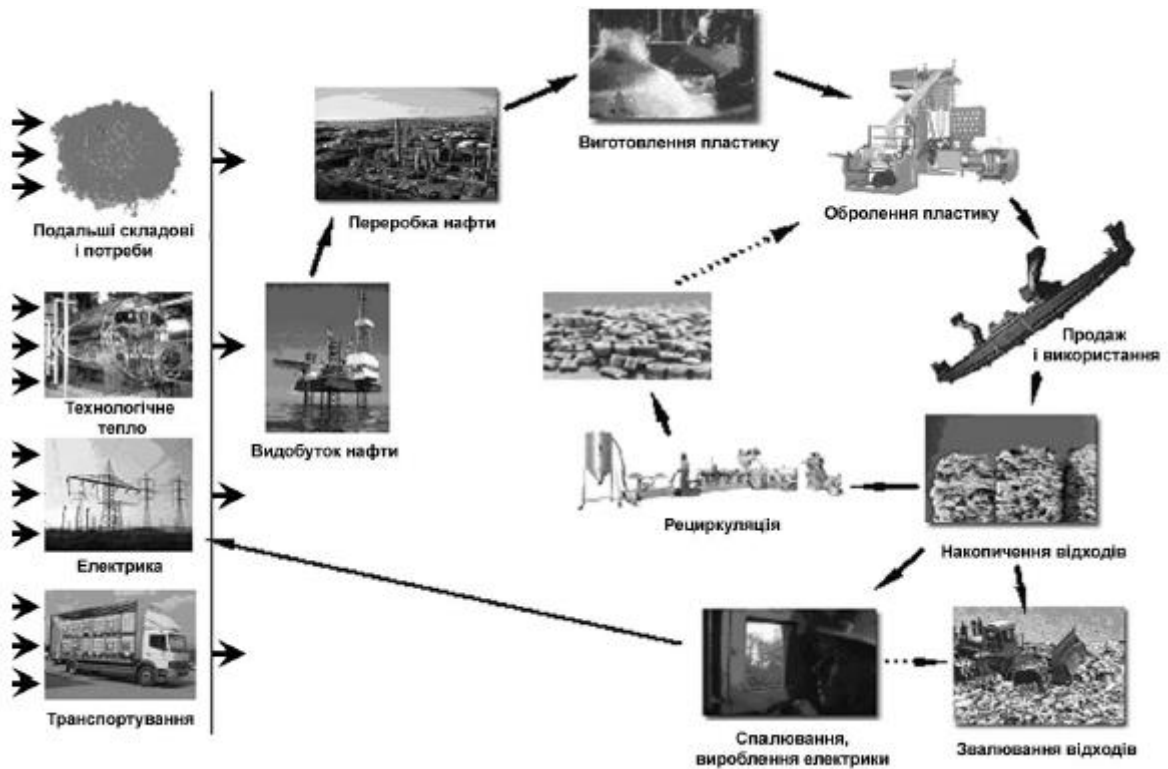 Виготовлення пластику
Подальші складові
і потреби
Переробка нафти
Обролення пластику
Продаж
і використання
Технологічне
тепло
Видобуток нафти
Рециркуляція
Накопичення відходів
Електрика
Транспортування
Спалювання,
вироблення електрики
Звалювання відходів